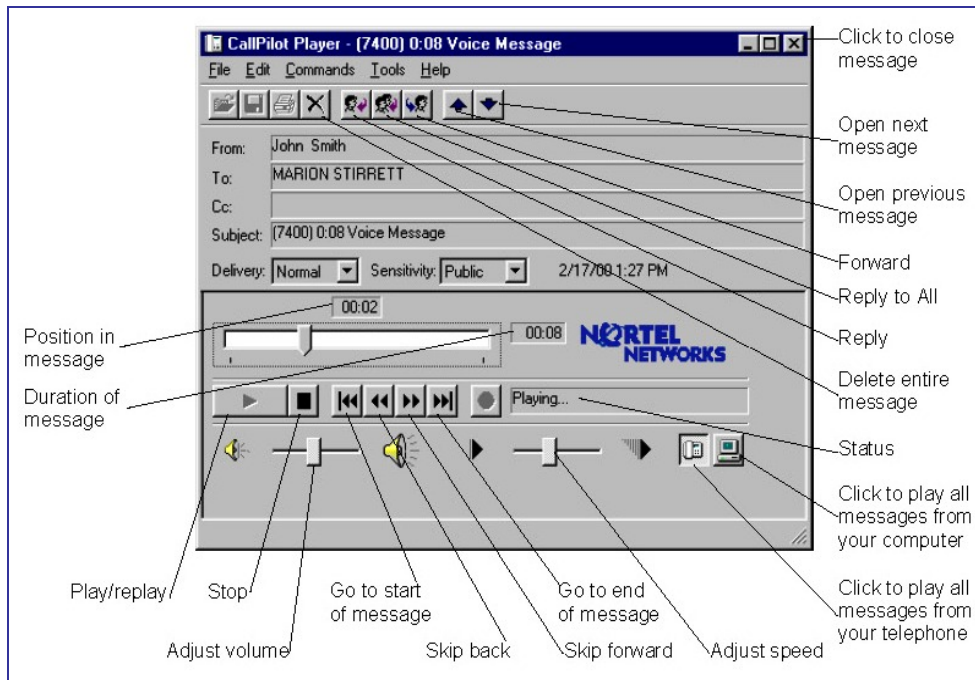 CallPilot Player - (7400) 0:08 Voice Message
Click to close
message
File Edit Commands Tools Help
Open next
message
From: John Smith
To: MARION STIRRETT
Open previous
message
Cc:
Subject: (7400) 0:08 Voice Message
Forward
Delivery: Normal Sensitivity: Public 2/17/00 1:27 PM
Reply to All
00:02
Position in
message
00:08
NORTEL
NETWORKS
Reply
Duration of
message
Delete entire
message
Playing...
Status
Click to play all
messages from
your computer
Play/replay
Stop
Go to start
of message
Go to end
of message
Click to play all
messages from
your telephone
Adjust volume
Skip back
Skip forward
Adjust speed